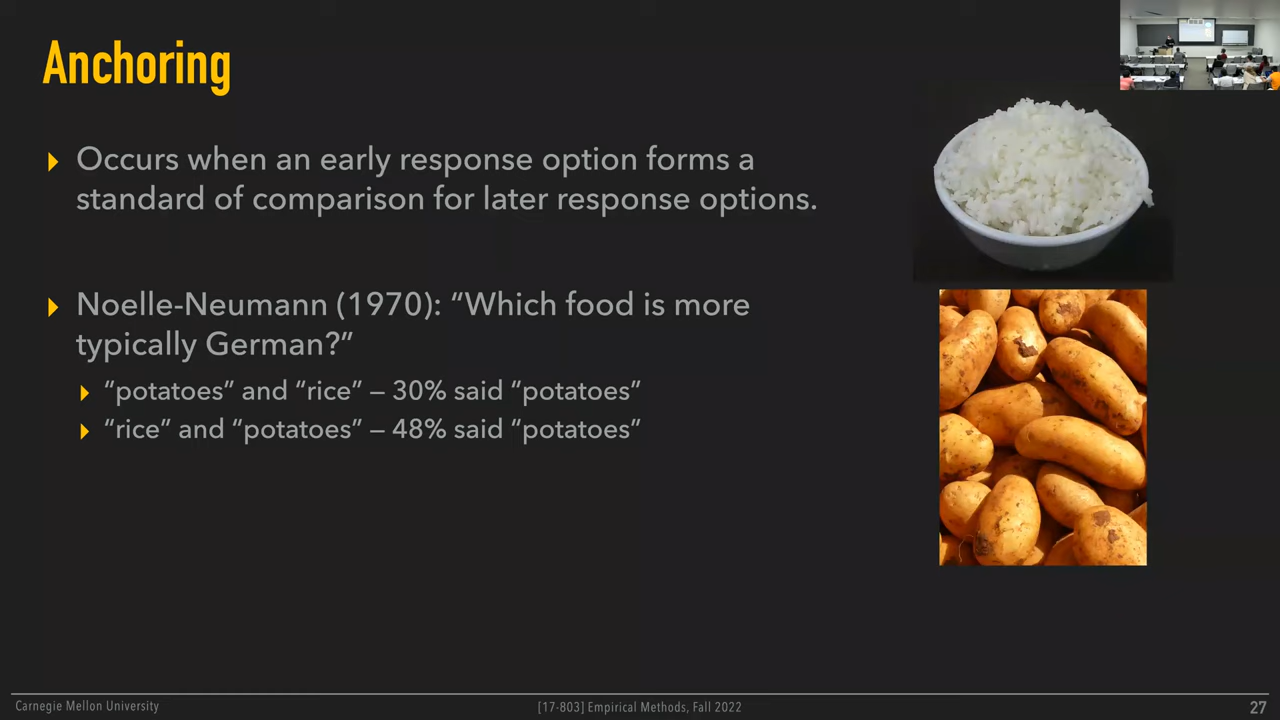 Anchoring
Occurs when an early response option forms a
standard of comparison for later response options.
Noelle-Neumann (1970): “Which food is more
typically German?”
“potatoes” and “rice” – 30% said “potatoes”
“rice” and “potatoes” – 48% said “potatoes”
Carnegie Mellon University
[17-803] Empirical Methods, Fall 2022
27